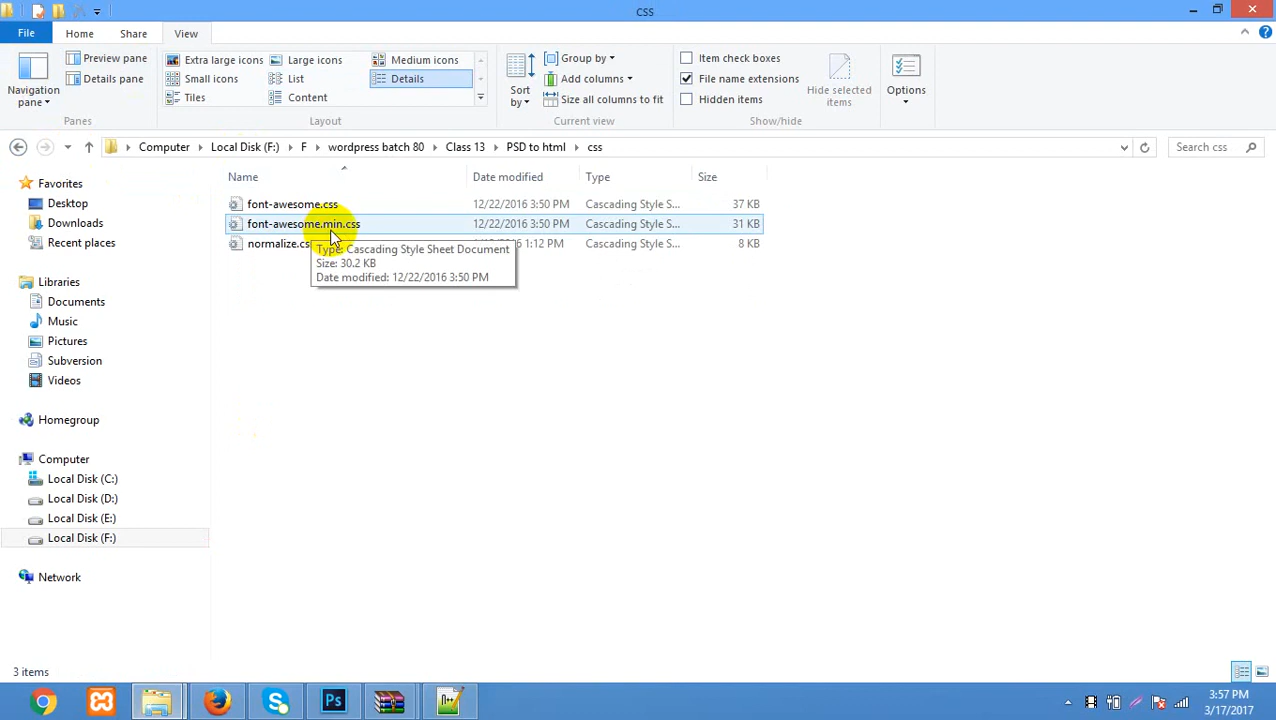 CSS
File Home Share View
Preview pane
Details pane
Navigation pane
Panes
Extra large icons Large icons Medium icons
Small icons List Details
Tiles Content
Layout
Sort by
Group by
Add columns
Size all columns to fit
Current view
Item check boxes
File name extensions
Hidden items
Hide selected items
Show/hide
Options
Computer Local Disk (F:) F wordpress batch 80 Class 13 PSD to html css
Search css
Name Date modified Type Size
font-awesome.css 12/22/2016 3:50 PM Cascading Style S... 37 KB
font-awesome.min.css 12/22/2016 3:50 PM Cascading Style S... 31 KB
1:12 PM Cascading Style S... 8 KB
Type: Cascading Style Sheet Document
Size: 30.2 KB
Date modified: 12/22/2016 3:50 PM
Favorites
Desktop
Downloads
Recent places
Libraries
Documents
Music
Pictures
Subversion
Videos
Homegroup
Computer
Local Disk (C:)
Local Disk (D:)
Local Disk (E:)
Local Disk (F:)
Network
3 items
Ps
3:57 PM
3/17/2017